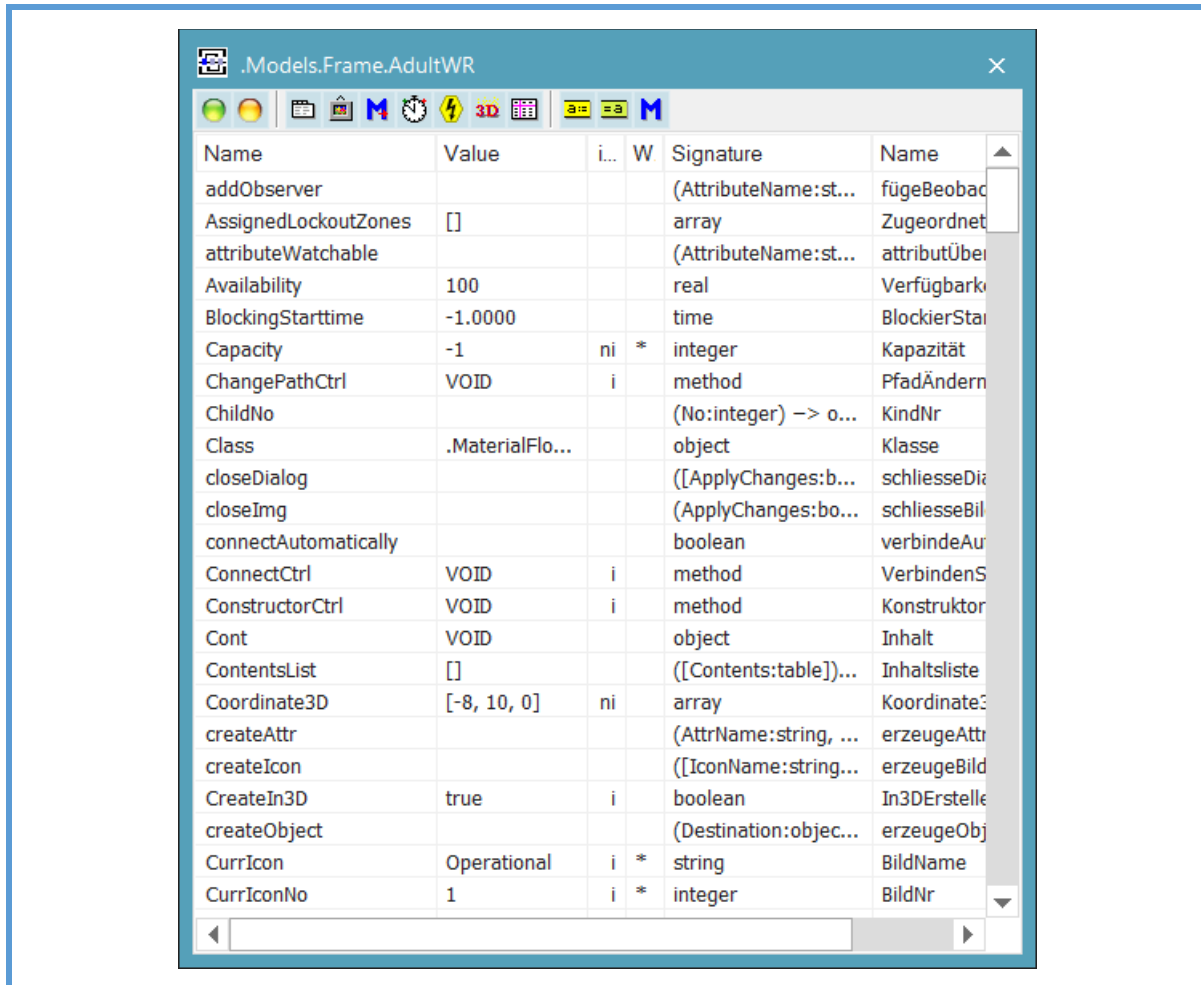 .Models.Frame.AdultWR
3D a:= =a M
Name Value i... W Signature Name
addObserver (AttributeName:st... fügeBeobac
AssignedLockoutZones [] array Zugeordnet
attributeWatchable (AttributeName:st... attributÜber
Availability 100 real Verfügbarke
BlockingStarttime -1.0000 time BlockierStar
Capacity -1 ni * integer Kapazität
ChangePathCtrl VOID i method PfadÄndern
ChildNo (No:integer) -> o... KindNr
Class .MaterialFlo... object Klasse
closeDialog ([ApplyChanges:b... schliesseDia
closeImg (ApplyChanges:bo... schliesseBil
connectAutomatically boolean verbindeAut
ConnectCtrl VOID i method VerbindenS
ConstructorCtrl VOID i method Konstruktor
Cont VOID object Inhalt
ContentsList [] ([Contents:table])... Inhaltsliste
Coordinate3D [-8, 10, 0] ni array Koordinate3
createAttr (AttrName:string, ... erzeugeAttr
createIcon ([IconName:string... erzeugeBild
CreateIn3D true i boolean In3DErstelle
createObject (Destination:objec... erzeugeObj
CurrIcon Operational i * string BildName
CurrIconNo 1 i * integer BildNr